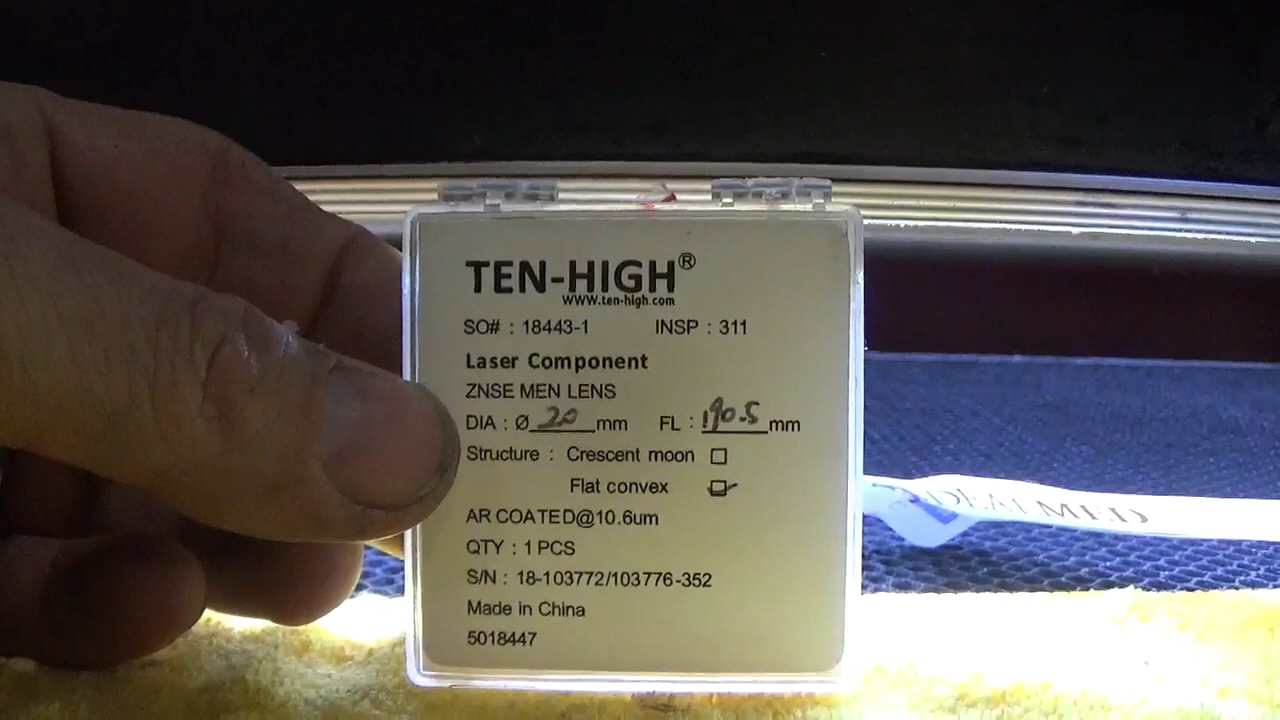 TEN-HIGH®
www.ten-high.com
SO# : 18443-1 INSP : 311
Laser Component
ZNSE MEN LENS
DIA : Ø 20 mm FL : 190.5 mm
Structure : Crescent moon ☐
Flat convex ☑
AR COATED@10.6um
QTY : 1 PCS
S/N : 18-103772/103776-352
Made in China
5018447
DEALMED